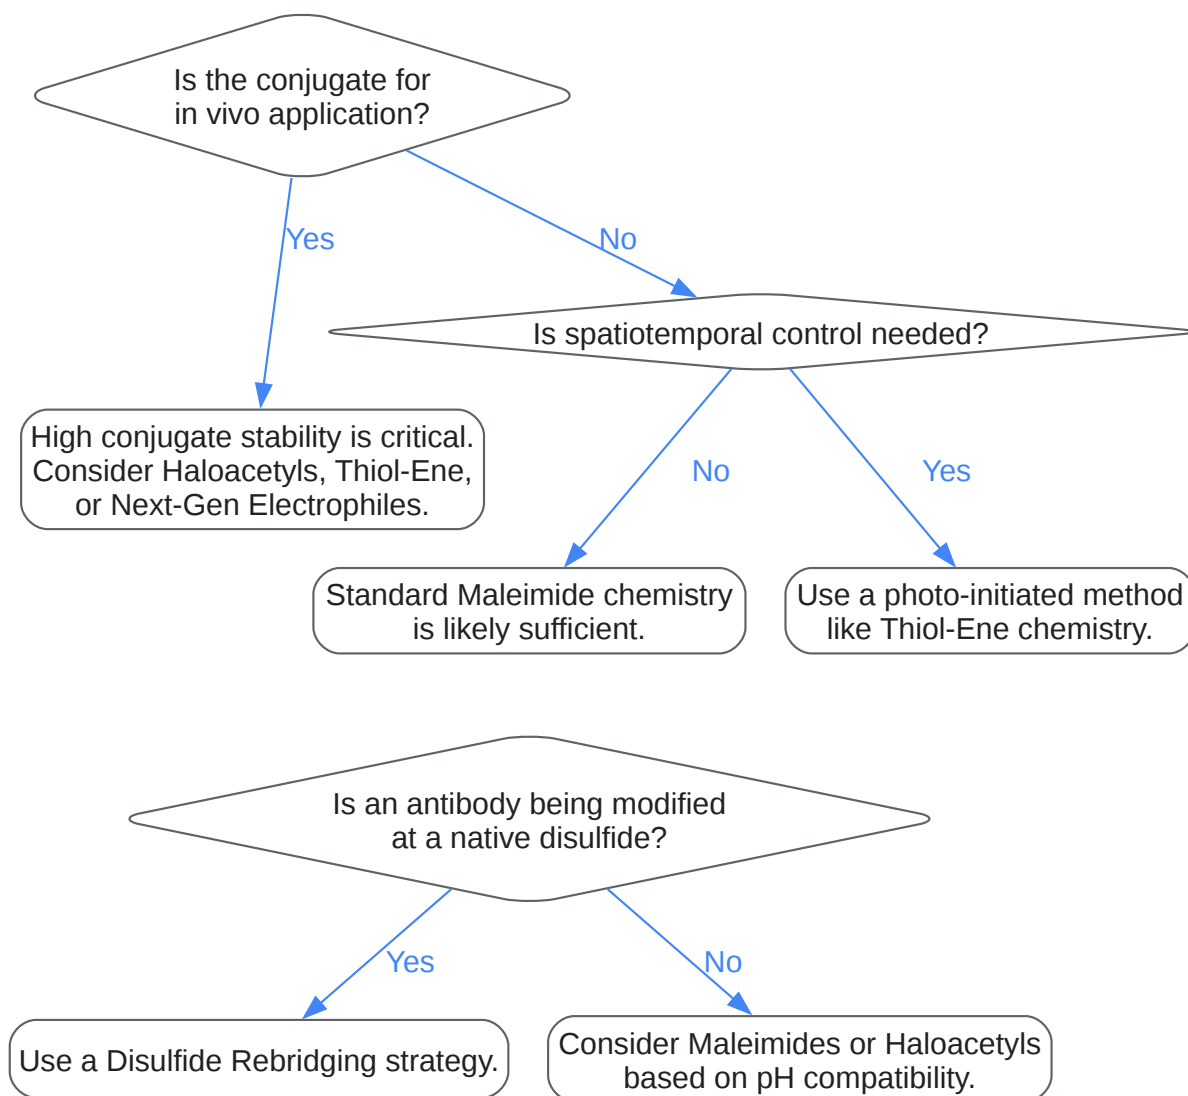 Is the conjugate for
in vivo application?
Yes
No
Is spatiotemporal control needed?
High conjugate stability is critical.
Consider Haloacetyls, Thiol-Ene,
or Next-Gen Electrophiles.
No
Yes
Standard Maleimide chemistry
is likely sufficient.
Use a photo-initiated method
like Thiol-Ene chemistry.
Is an antibody being modified
at a native disulfide?
Yes
No
Use a Disulfide Rebridging strategy.
Consider Maleimides or Haloacetyls
based on pH compatibility.